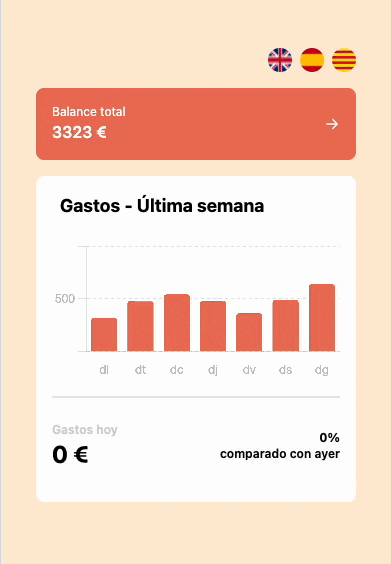 Balance total
3323 €
Gastos - Última semana
500
dl dt dc dj dv ds dg
Gastos hoy
0 €
0%
comparado con ayer